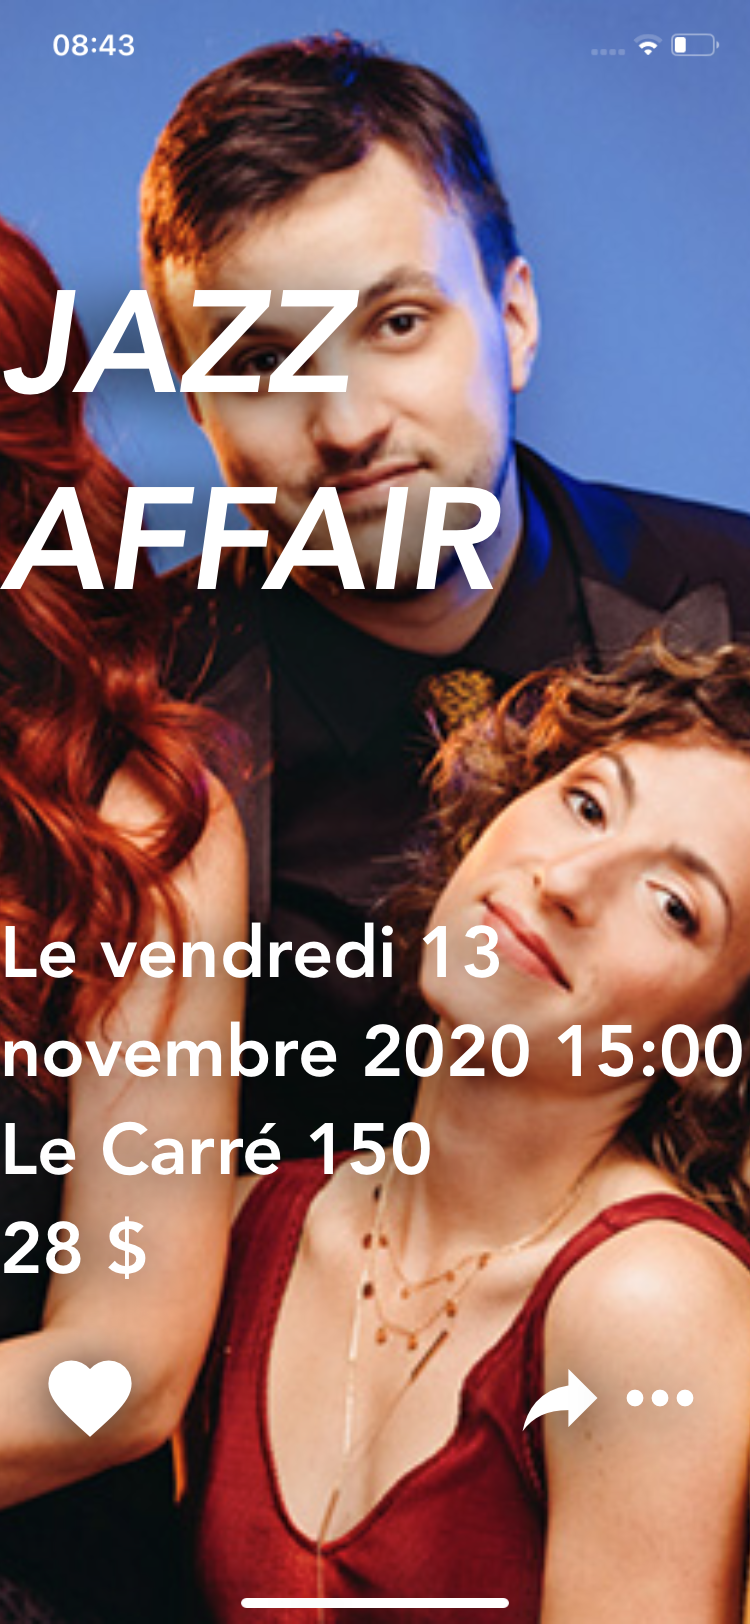 08:43
JAZZ
AFFAIR
Le vendredi 13
novembre 2020 15:00
Le Carré 150
28 $